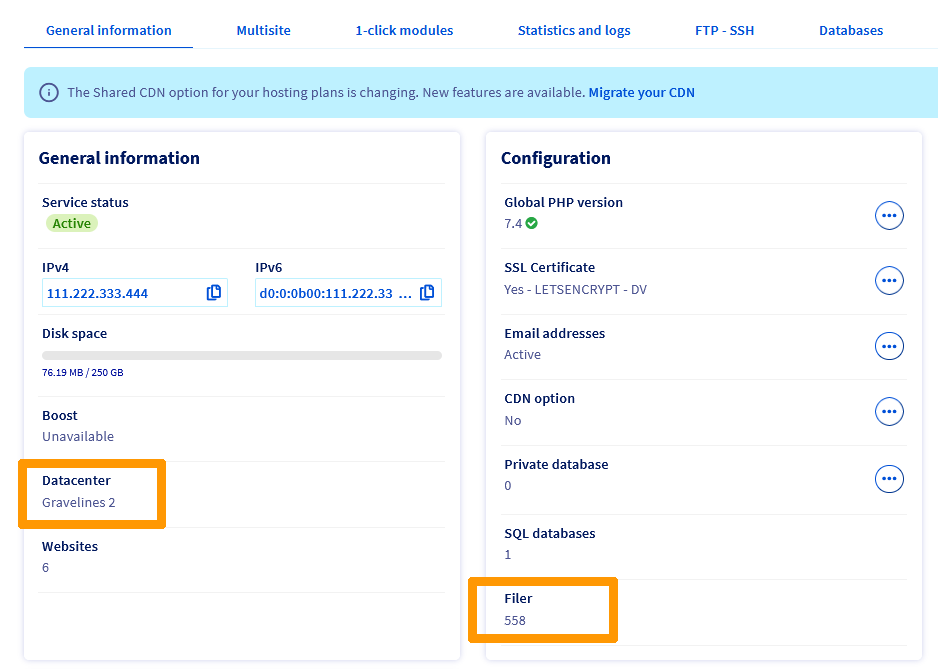 General information
Multisite
1-click modules
Statistics and logs
FTP - SSH
Databases
The Shared CDN option for your hosting plans is changing. New features are available. Migrate your CDN
General information
Service status
Active
IPv4
IPv6
111.222.333.444
d0:0:0b00:111.222.33 ...
Disk space
76.19 MB / 250 GB
Boost
Unavailable
Datacenter
Gravelines 2
Websites
6
Configuration
Global PHP version
7.4
SSL Certificate
Yes - LETSENCRYPT - DV
Email addresses
Active
CDN option
No
Private database
0
SQL databases
1
Filer
558